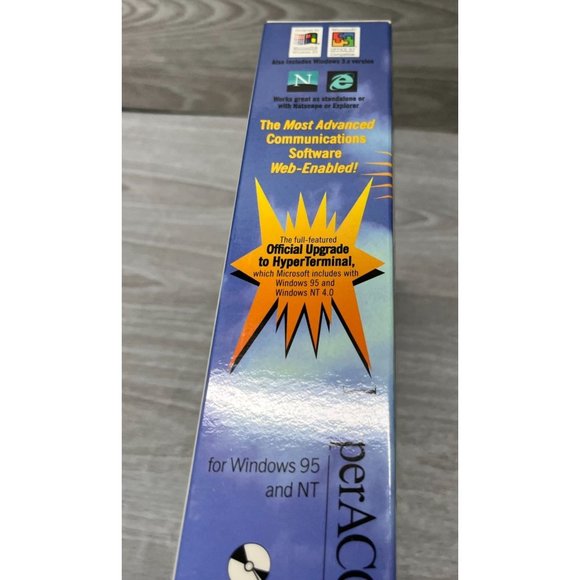 Also includes Windows 3.x version
N
Works great as standalone or
with Netscape or Explorer
The Most Advanced
Communications
Software
Web-Enabled!
The full-featured
Official Upgrade
to HyperTerminal,
which Microsoft includes with
Windows 95 and
Windows NT 4.0
for Windows 95
and NT
perAC